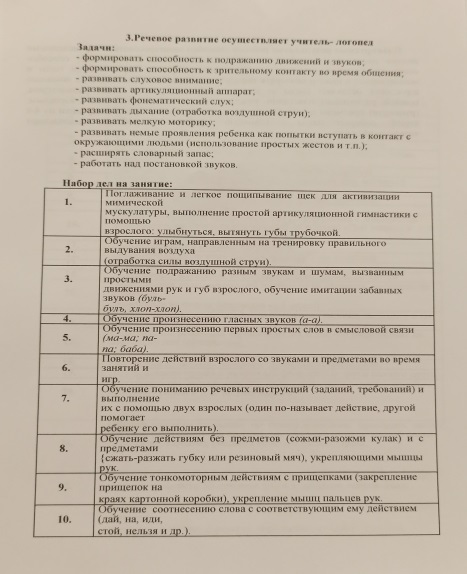 3.Речевое развитие осуществляет учитель- логопед
Задачи:
- формировать способность к подражанию движений и звуков;
- формировать способность к зрительному контакту во время общения;
- развивать слуховое внимание;
- развивать артикуляционный аппарат;
- развивать фонематический слух;
- развивать дыхание (отработка воздушной струи);
- развивать мелкую моторику;
- развивать немые проявления ребенка как попытки вступать в контакт с
окружающими людьми (использование простых жестов и т.п.);
- расширять словарный запас;
- работать над постановкой звуков.
Набор дел на занятие:
1. Поглаживание и легкое пощипывание щек для активизации
мимической
мускулатуры, выполнение простой артикуляционной гимнастики с
помощью
взрослого: улыбнуться, вытянуть губы трубочкой.
2. Обучение играм, направленным на тренировку правильного
выдувания воздуха
(отработка силы воздушной струи).
3. Обучение подражанию разным звукам и шумам, вызванным
простыми
движениями рук и губ взрослого, обучение имитации забавных
звуков (буль-
буль, хлоп-хлоп).
4. Обучение произнесению гласных звуков (а-а).
5. Обучение произнесению первых простых слов в смысловой связи
(ма-ма; па-
па; баба).
6. Повторение действий взрослого со звуками и предметами во время
занятий и
игр.
7. Обучение пониманию речевых инструкций (заданий, требований) и
выполнение
их с помощью двух взрослых (один по-называет действие, другой
помогает
ребенку его выполнить).
8. Обучение действиям без предметов (сожми-разожми кулак) и с
предметами
{сжать-разжать губку или резиновый мяч), укрепляющими мышцы
рук.
9. Обучение тонкомоторным действиям с прищепками (закрепление
прищепок на
краях картонной коробки), укрепление мышц пальцев рук.
10. Обучение соотнесению слова с соответствующим ему действием
(дай, на, иди,
стой, нельзя и др.).